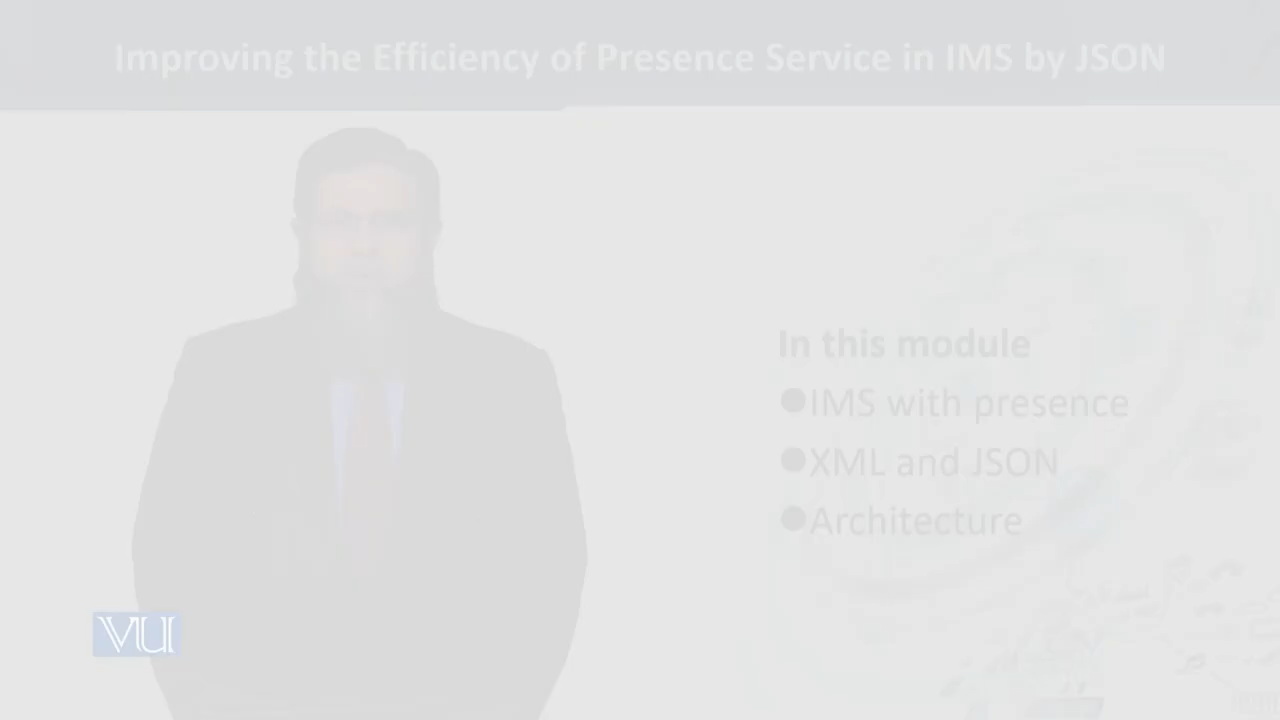 Improving the Efficiency of Presence Service in IMS by JSON
In this module
●IMS with presence
●XML and JSON
●Architecture
VU